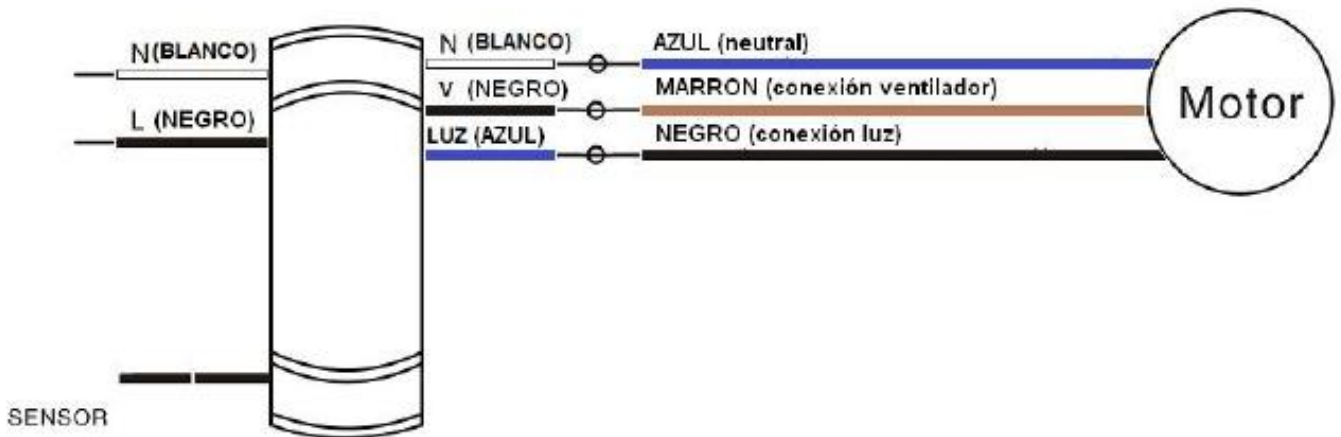 N(BLANCO)
L (NEGRO)
SENSOR
N (BLANCO)
V (NEGRO)
LUZ (AZUL)
AZUL (neutral)
MARRON (conexión ventilador)
NEGRO (conexión luz)
Motor